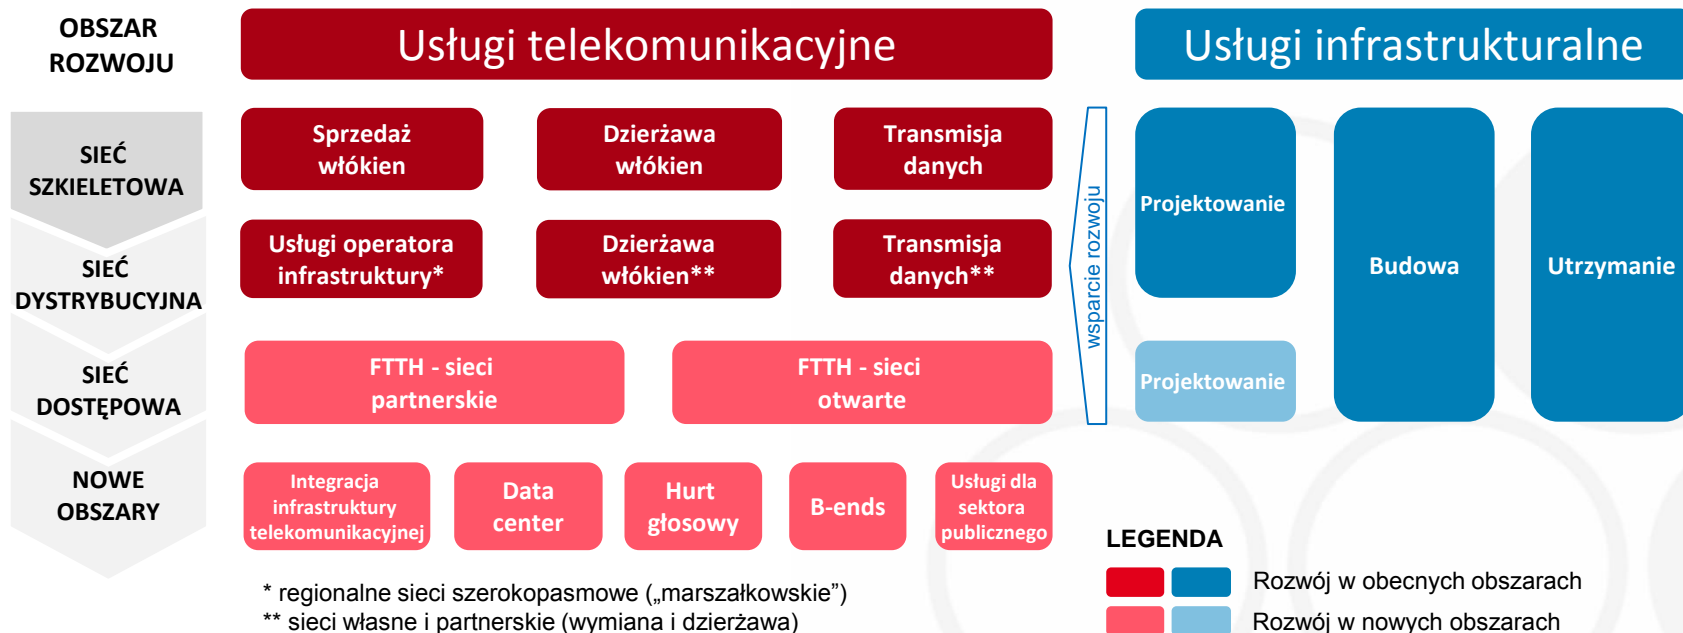 OBSZAR
ROZWOJU
Usługi telekomunikacyjne
Usługi infrastrukturalne
SIEĆ
SZKIELETOWA
Sprzedaż
włókien
Dzierżawa
włókien
Transmisja
danych
SIEĆ
DYSTRYBUCYJNA
Usługi operatora
infrastruktury*
Dzierżawa
włókien**
Transmisja
danych**
SIEĆ
DOSTĘPOWA
FTTH - sieci
partnerskie
FTTH - sieci
otwarte
NOWE
OBSZARY
Integracja
infrastruktury
telekomunikacyjnej
Data
center
Hurt
głosowy
B-ends
Usługi dla
sektora
publicznego
wsparcie rozwoju
Projektowanie
Projektowanie
Budowa
Utrzymanie
* regionalne sieci szerokopasmowe („marszałkowskie”)
** sieci własne i partnerskie (wymiana i dzierżawa)
LEGENDA
Rozwój w obecnych obszarach
Rozwój w nowych obszarach